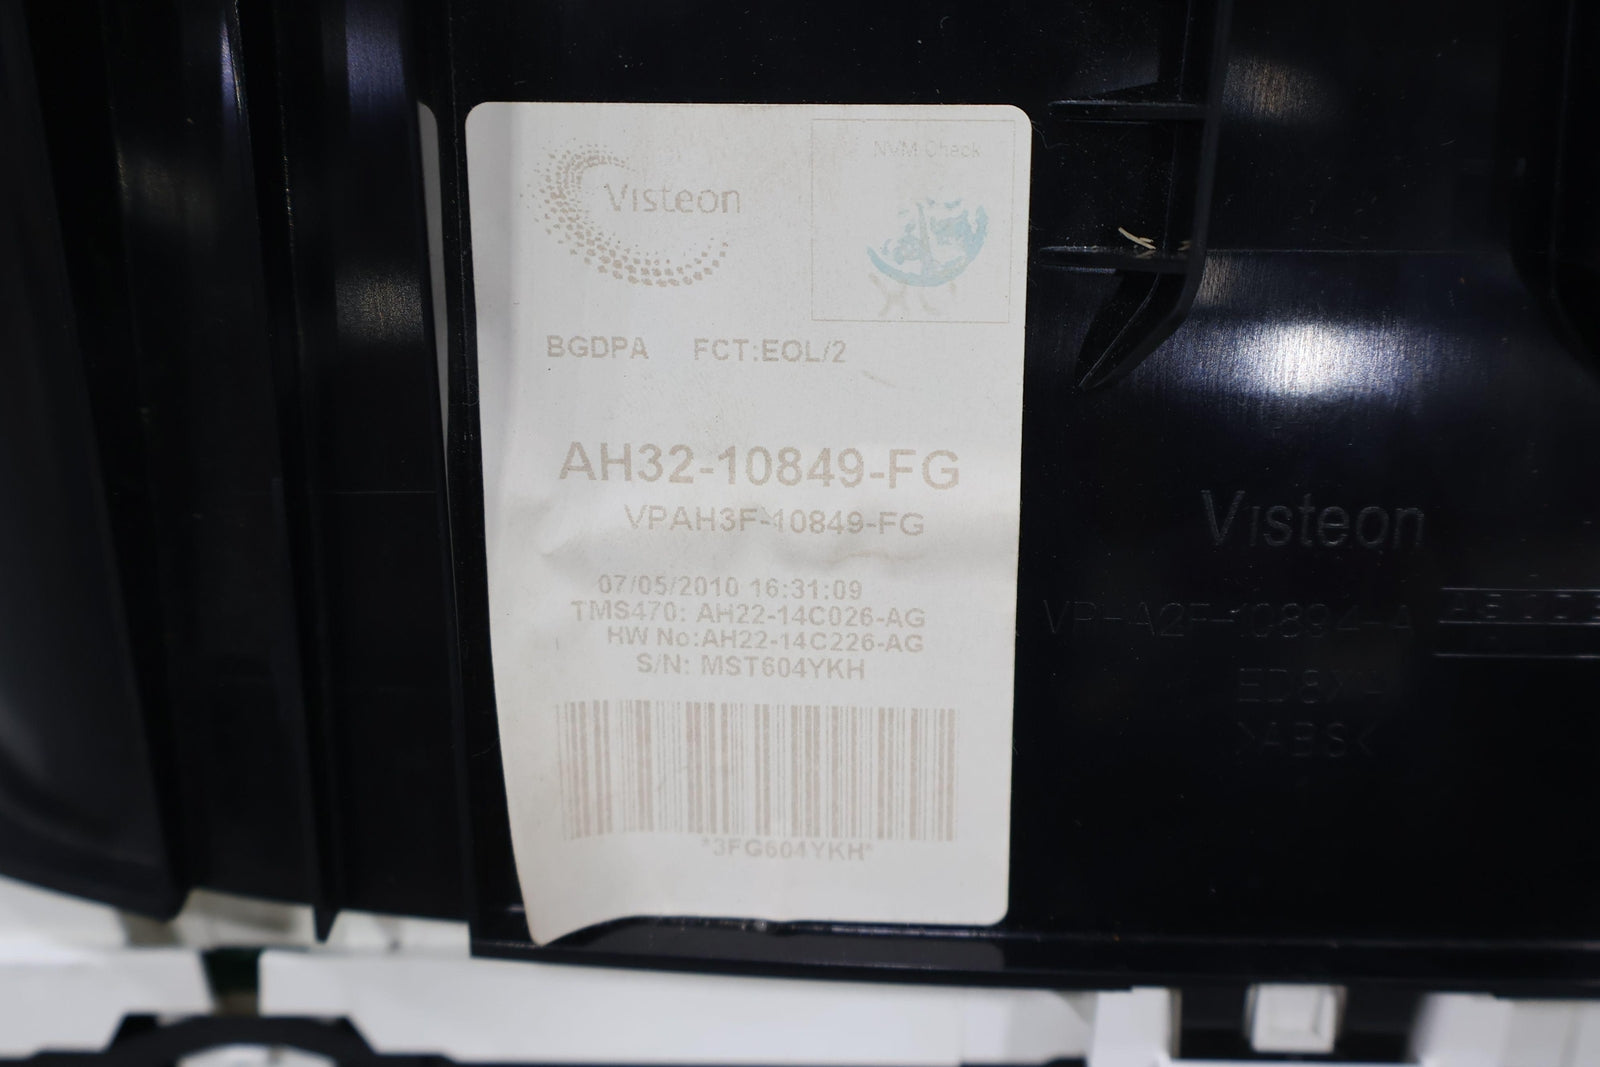 Visteon
NVM Check
BGDPA FCT:EOL/2
AH32-10849-FG
VPAH3F-10849-FG
07/05/2010 16:31:09
TMS470: AH22-14C026-AG
HW No:AH22-14C226-AG
S/N: MST604YKH
*3FG604YKH*
Visteon
>ABS<